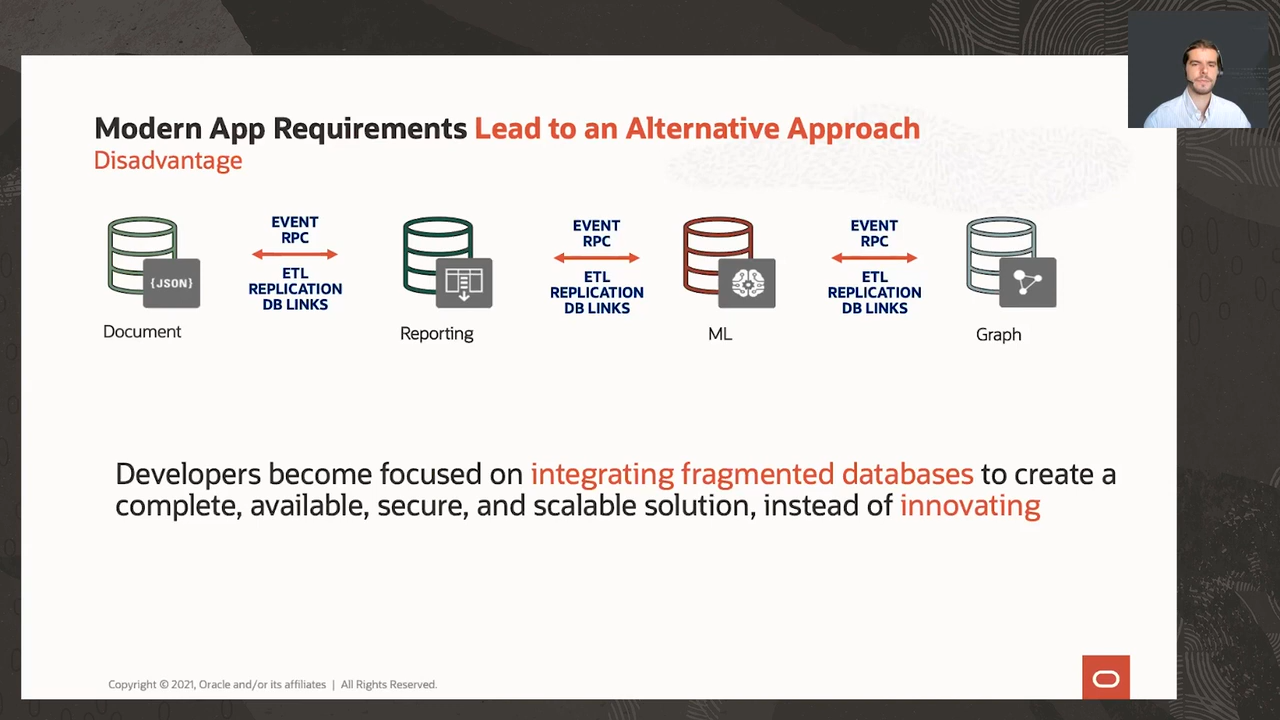 Modern App Requirements Lead to an Alternative Approach
Disadvantage
EVENT
RPC
ETL
REPLICATION
DB LINKS
EVENT
RPC
ETL
REPLICATION
DB LINKS
EVENT
RPC
ETL
REPLICATION
DB LINKS
{JSON}
Document
Reporting
ML
Graph
Developers become focused on integrating fragmented databases to create a
complete, available, secure, and scalable solution, instead of innovating
Copyright © 2021, Oracle and/or its affiliates | All Rights Reserved.